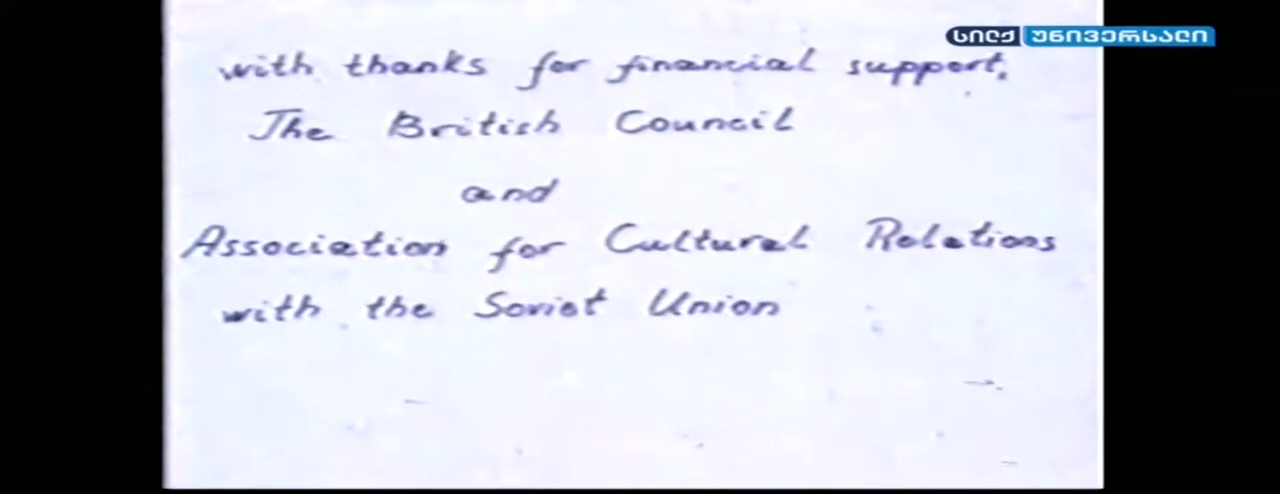 სილქ უნივერსალი
with thanks for financial support,
The British Council
and
Association for Cultural Relations
with the Soviet Union